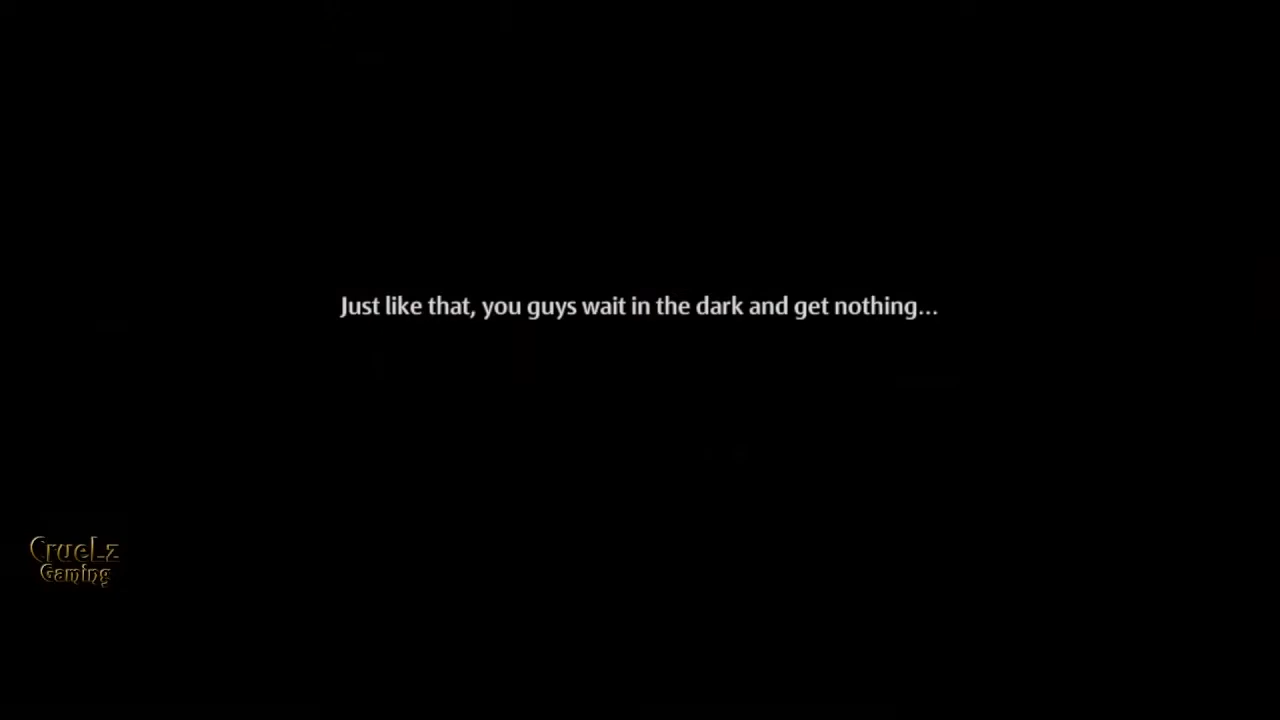 Just like that, you guys wait in the dark and get nothing...
CrueLz
Gaming